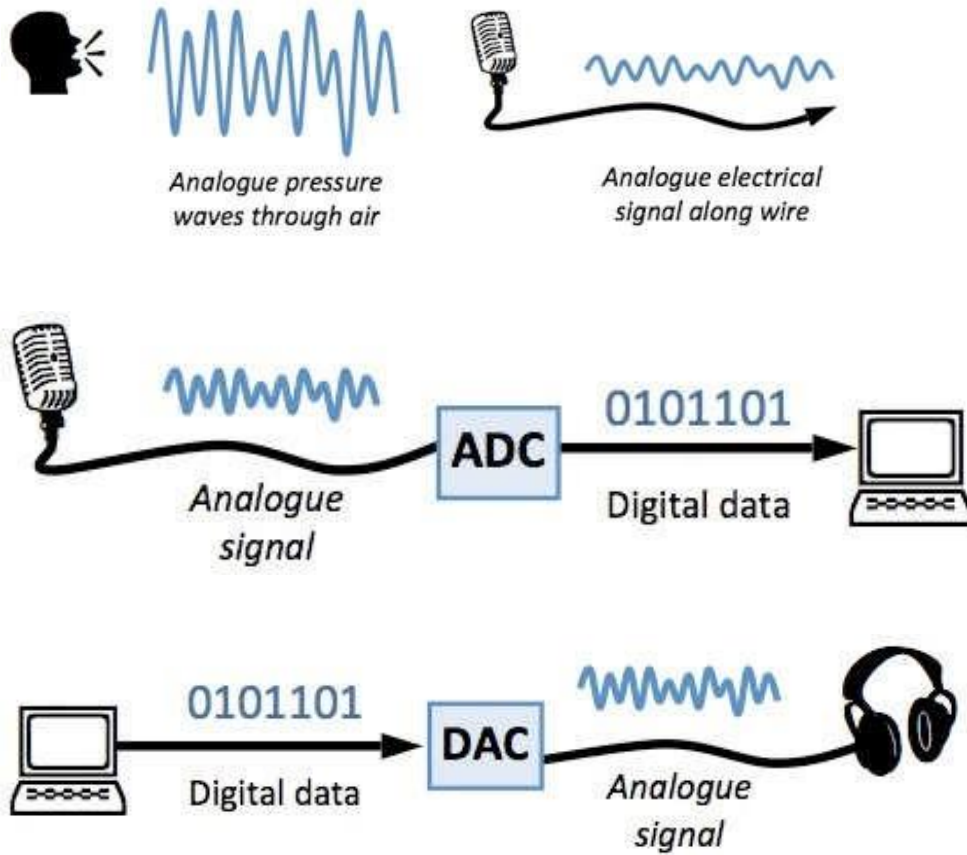 Analogue pressure
waves through air
Analogue electrical
signal along wire
Analogue
signal
ADC
0101101
Digital data
0101101
Digital data
DAC
Analogue
signal